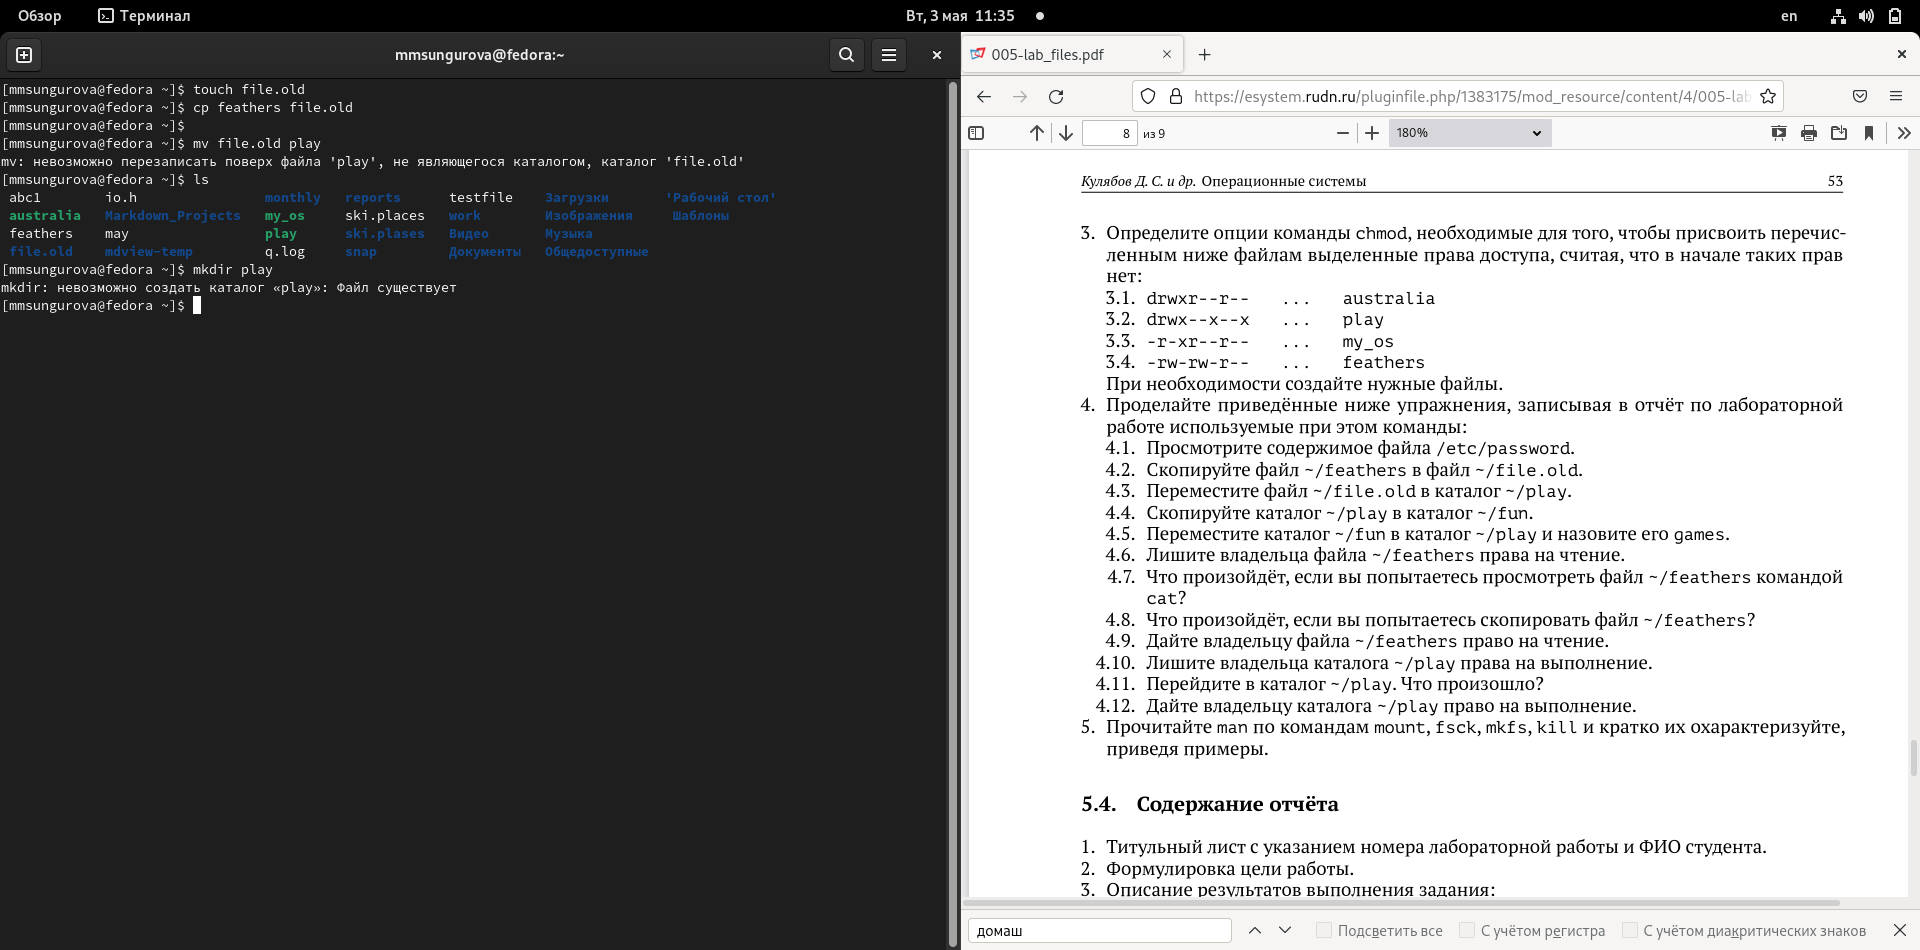 Обзор Терминал Вт, 3 мая 11:35 en
mmsungurova@fedora:~
[mmsungurova@fedora ~]$ touch file.old
[mmsungurova@fedora ~]$ cp feathers file.old
[mmsungurova@fedora ~]$
[mmsungurova@fedora ~]$ mv file.old play
mv: невозможно перезаписать поверх файла 'play', не являющегося каталогом, каталог 'file.old'
[mmsungurova@fedora ~]$ ls
abc1 io.h monthly reports testfile Загрузки 'Рабочий стол'
australia Markdown_Projects my_os ski.places work Изображения Шаблоны
feathers may play ski.plases Видео Музыка
file.old mdview-temp q.log snap Документы Общедоступные
[mmsungurova@fedora ~]$ mkdir play
mkdir: невозможно создать каталог «play»: Файл существует
[mmsungurova@fedora ~]$
005-lab_files.pdf
https://esystem.rudn.ru/pluginfile.php/1383175/mod_resource/content/4/005-lab
8 из 9 180%
Кулябов Д. С. и др. Операционные системы 53
3. Определите опции команды chmod, необходимые для того, чтобы присвоить перечис-
ленным ниже файлам выделенные права доступа, считая, что в начале таких прав
нет:
3.1. drwxr--r-- ... australia
3.2. drwx--x--x ... play
3.3. -r-xr--r-- ... my_os
3.4. -rw-rw-r-- ... feathers
При необходимости создайте нужные файлы.
4. Проделайте приведённые ниже упражнения, записывая в отчёт по лабораторной
работе используемые при этом команды:
4.1. Просмотрите содержимое файла /etc/password.
4.2. Скопируйте файл ~/feathers в файл ~/file.old.
4.3. Переместите файл ~/file.old в каталог ~/play.
4.4. Скопируйте каталог ~/play в каталог ~/fun.
4.5. Переместите каталог ~/fun в каталог ~/play и назовите его games.
4.6. Лишите владельца файла ~/feathers права на чтение.
4.7. Что произойдёт, если вы попытаетесь просмотреть файл ~/feathers командой
cat?
4.8. Что произойдёт, если вы попытаетесь скопировать файл ~/feathers?
4.9. Дайте владельцу файла ~/feathers право на чтение.
4.10. Лишите владельца каталога ~/play права на выполнение.
4.11. Перейдите в каталог ~/play. Что произошло?
4.12. Дайте владельцу каталога ~/play право на выполнение.
5. Прочитайте man по командам mount, fsck, mkfs, kill и кратко их охарактеризуйте,
приведя примеры.
5.4. Содержание отчёта
1. Титульный лист с указанием номера лабораторной работы и ФИО студента.
2. Формулировка цели работы.
3. Описание результатов выполнения задания:
домаш Подсветить все С учётом регистра С учётом диакритических знаков